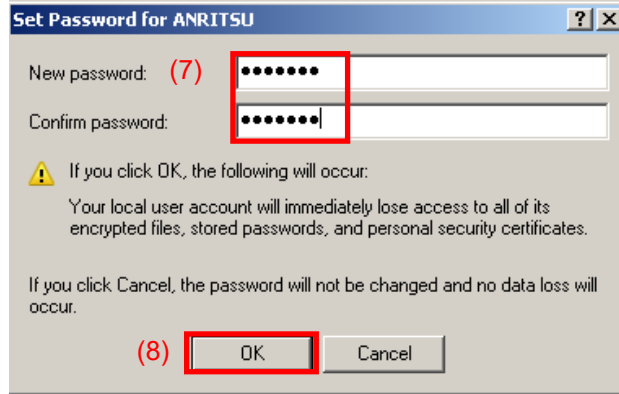 Set Password for ANRITSU
New password: (7) •••••••
Confirm password: •••••••
If you click OK, the following will occur:
Your local user account will immediately lose access to all of its
encrypted files, stored passwords, and personal security certificates.
If you click Cancel, the password will not be changed and no data loss will
occur.
(8) OK Cancel